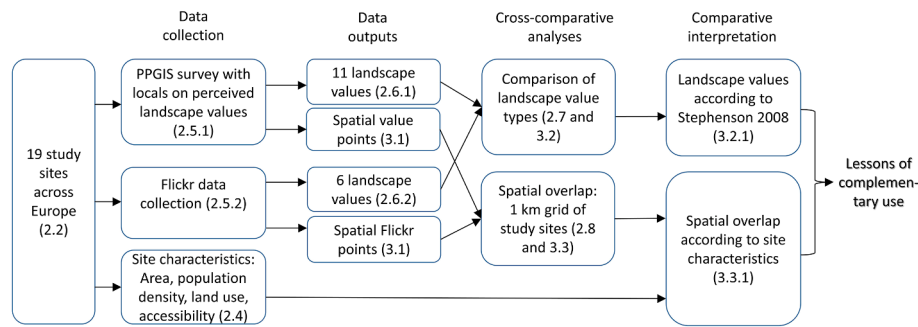 Data
collection
Data
outputs
Cross-comparative
analyses
Comparative
interpretation
19 study
sites
across
Europe
(2.2)
PPGIS survey with
locals on perceived
landscape values
(2.5.1)
Flickr data
collection (2.5.2)
Site characteristics:
Area, population
density, land use,
accessibility (2.4)
11 landscape
values (2.6.1)
Spatial value
points (3.1)
6 landscape
values (2.6.2)
Spatial Flickr
points (3.1)
Comparison of
landscape value
types (2.7 and
3.2)
Spatial overlap:
1 km grid of
study sites (2.8
and 3.3)
Landscape values
according to
Stephenson 2008
(3.2.1)
Spatial overlap
according to site
characteristics
(3.3.1)
Lessons of
complemen-
tary use